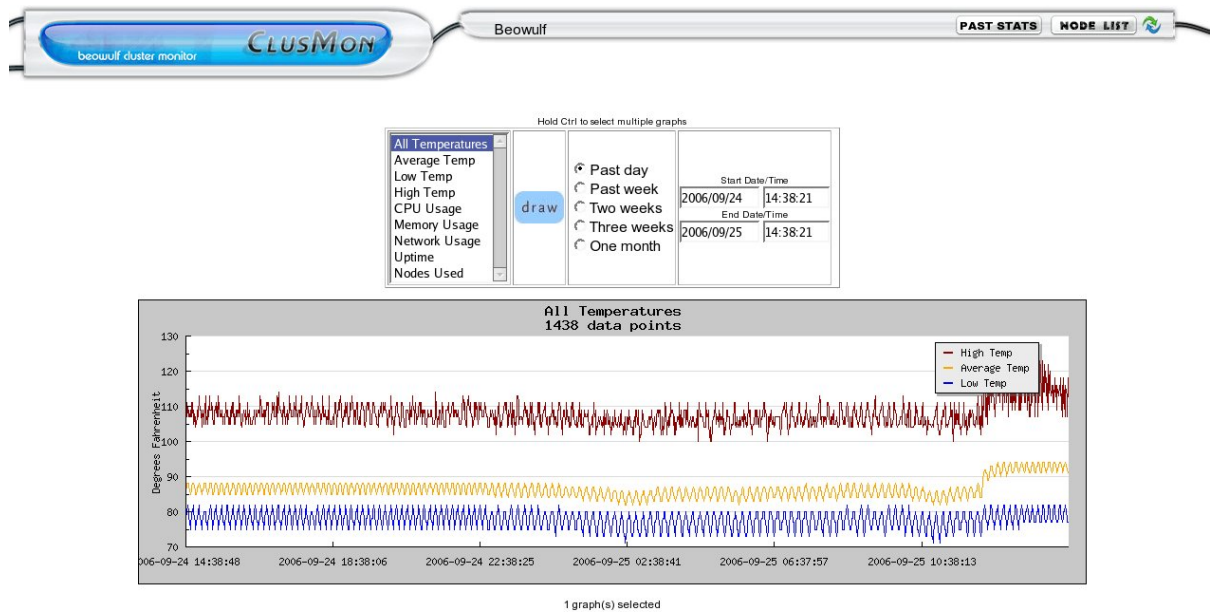 beowulf cluster monitor
CLUSMON
Beowulf
PAST STATS
NODE LIST
Hold Ctrl to select multiple graphs
All Temperatures
Average Temp
Low Temp
High Temp
CPU Usage
Memory Usage
Network Usage
Uptime
Nodes Used
draw
Past day
Past week
Two weeks
Three weeks
One month
Start Date/Time
2006/09/24 14:38:21
End Date/Time
2006/09/25 14:38:21
All Temperatures
1438 data points
Degrees Fahrenheit
130
120
110
100
90
80
70
High Temp
Average Temp
Low Temp
006-09-24 14:38:48
2006-09-24 18:38:06
2006-09-24 22:38:25
2006-09-25 02:38:41
2006-09-25 06:37:57
2006-09-25 10:38:13
1 graph(s) selected